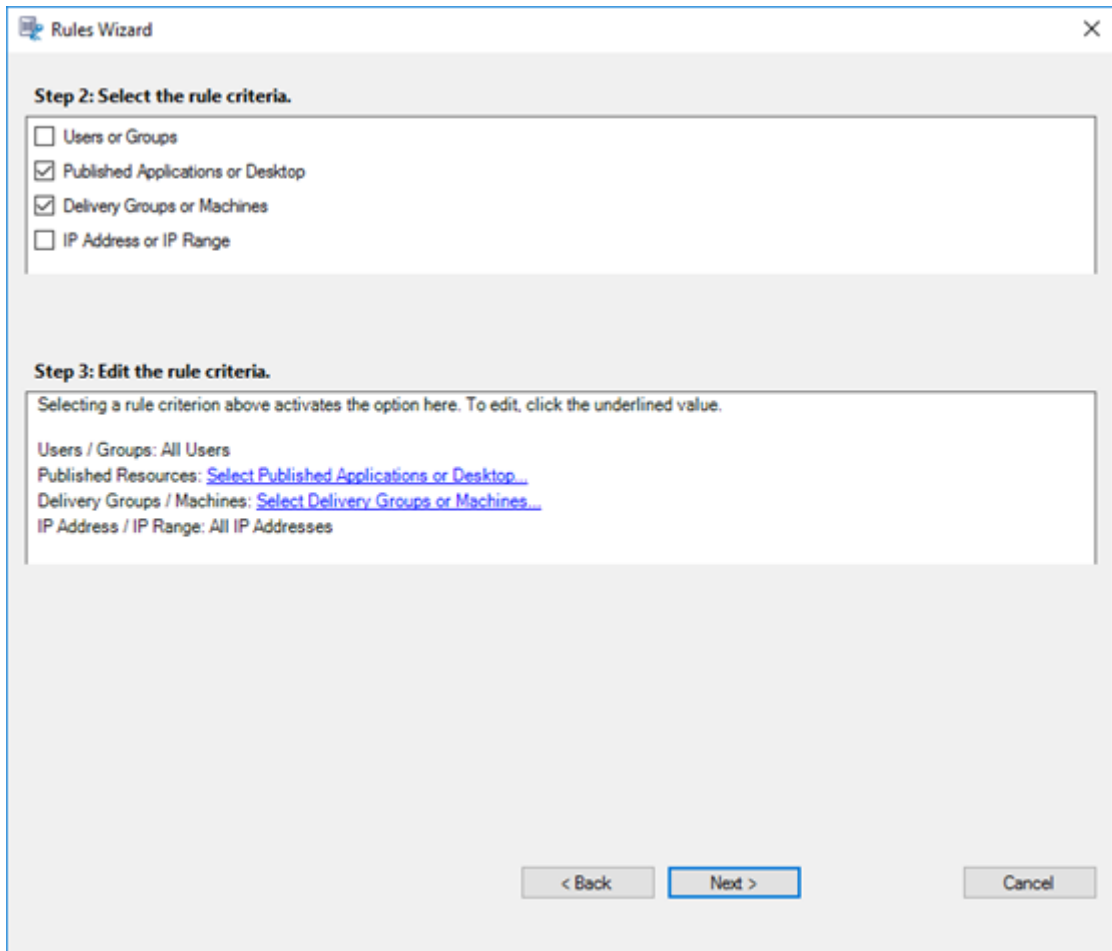 Rules Wizard
Step 2: Select the rule criteria.
Users or Groups
Published Applications or Desktop
Delivery Groups or Machines
IP Address or IP Range
Step 3: Edit the rule criteria.
Selecting a rule criterion above activates the option here. To edit, click the underlined value.
Users / Groups: All Users
Published Resources: Select Published Applications or Desktop...
Delivery Groups / Machines: Select Delivery Groups or Machines...
IP Address / IP Range: All IP Addresses
< Back Next > Cancel